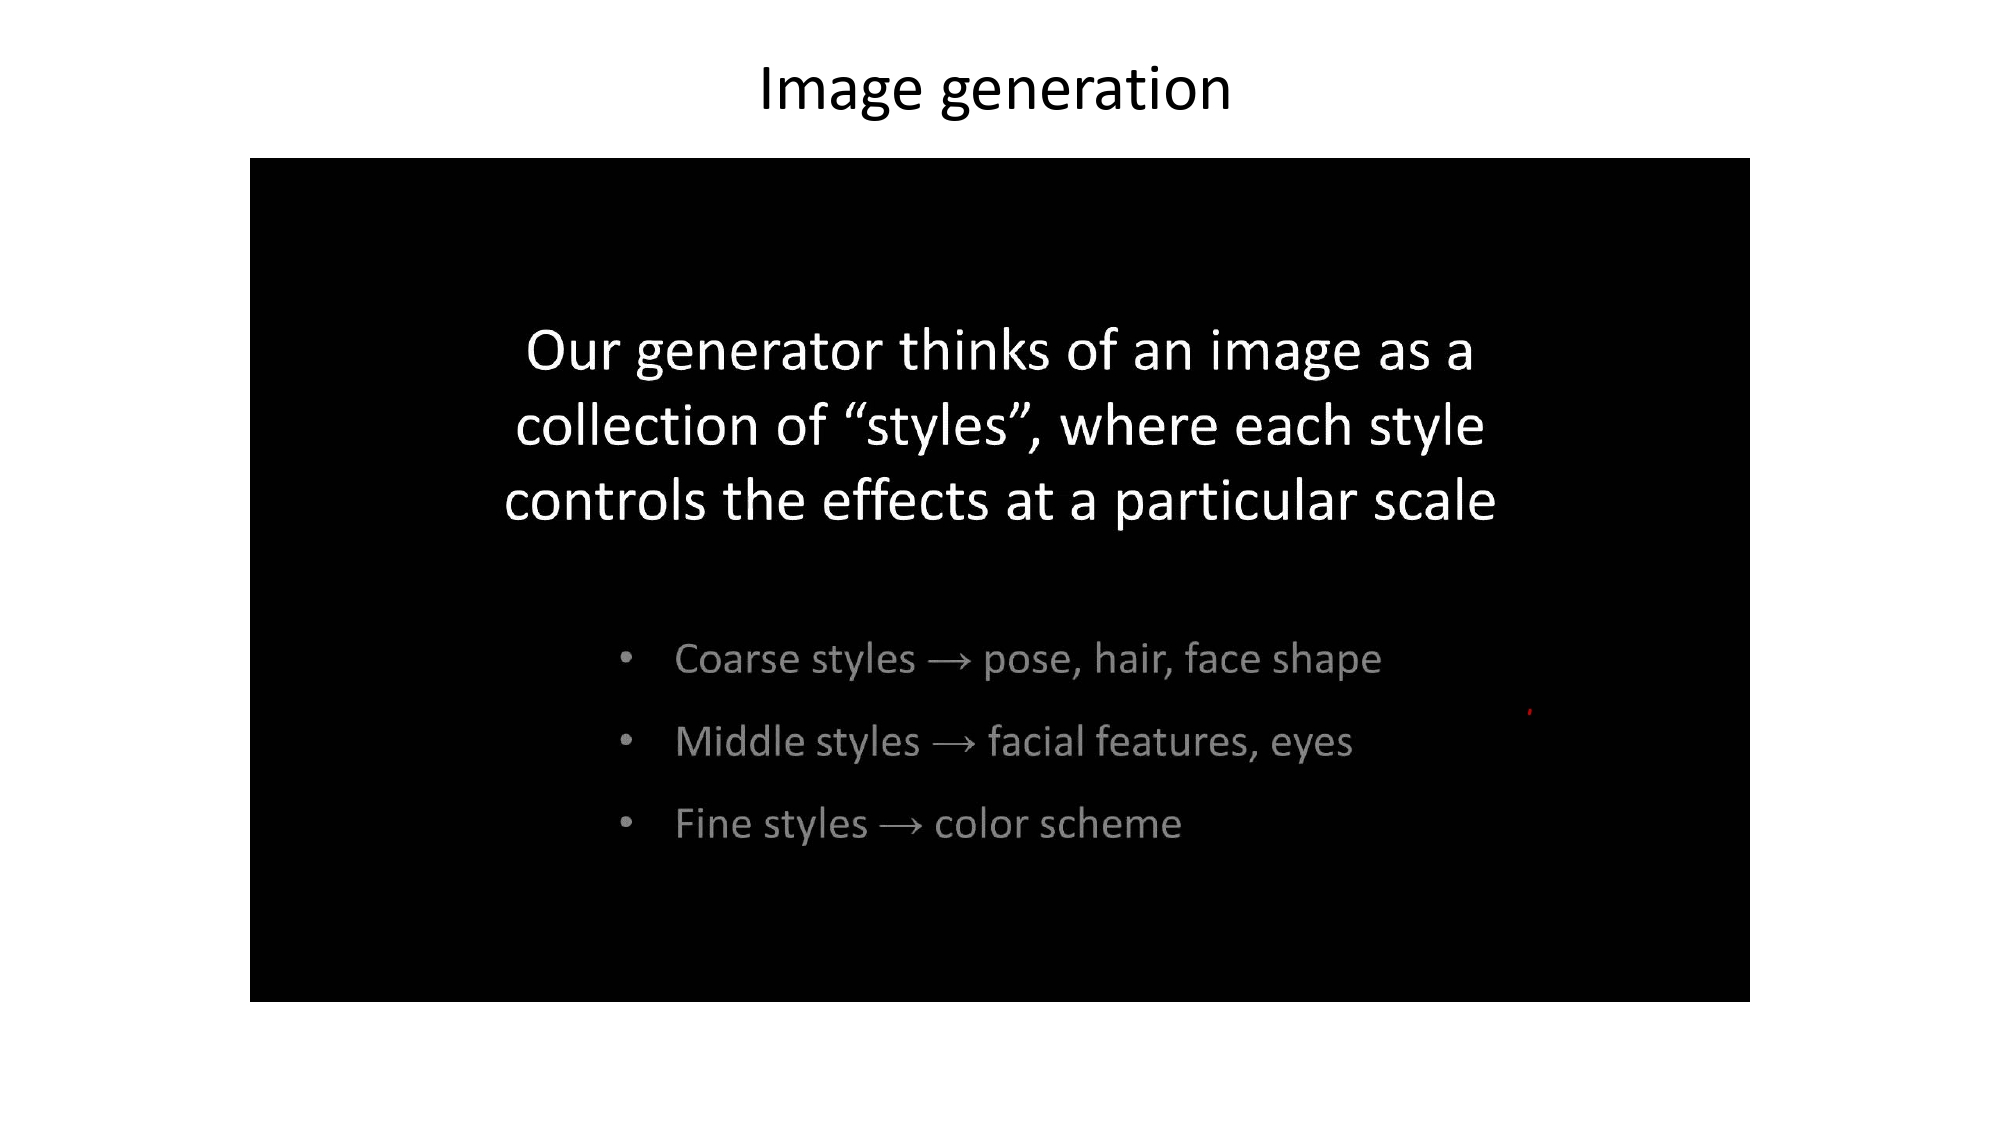 Image generation
Our generator thinks of an image as a
collection of “styles”, where each style
controls the effects at a particular scale
• Coarse styles → pose, hair, face shape
• Middle styles → facial features, eyes
• Fine styles → color scheme